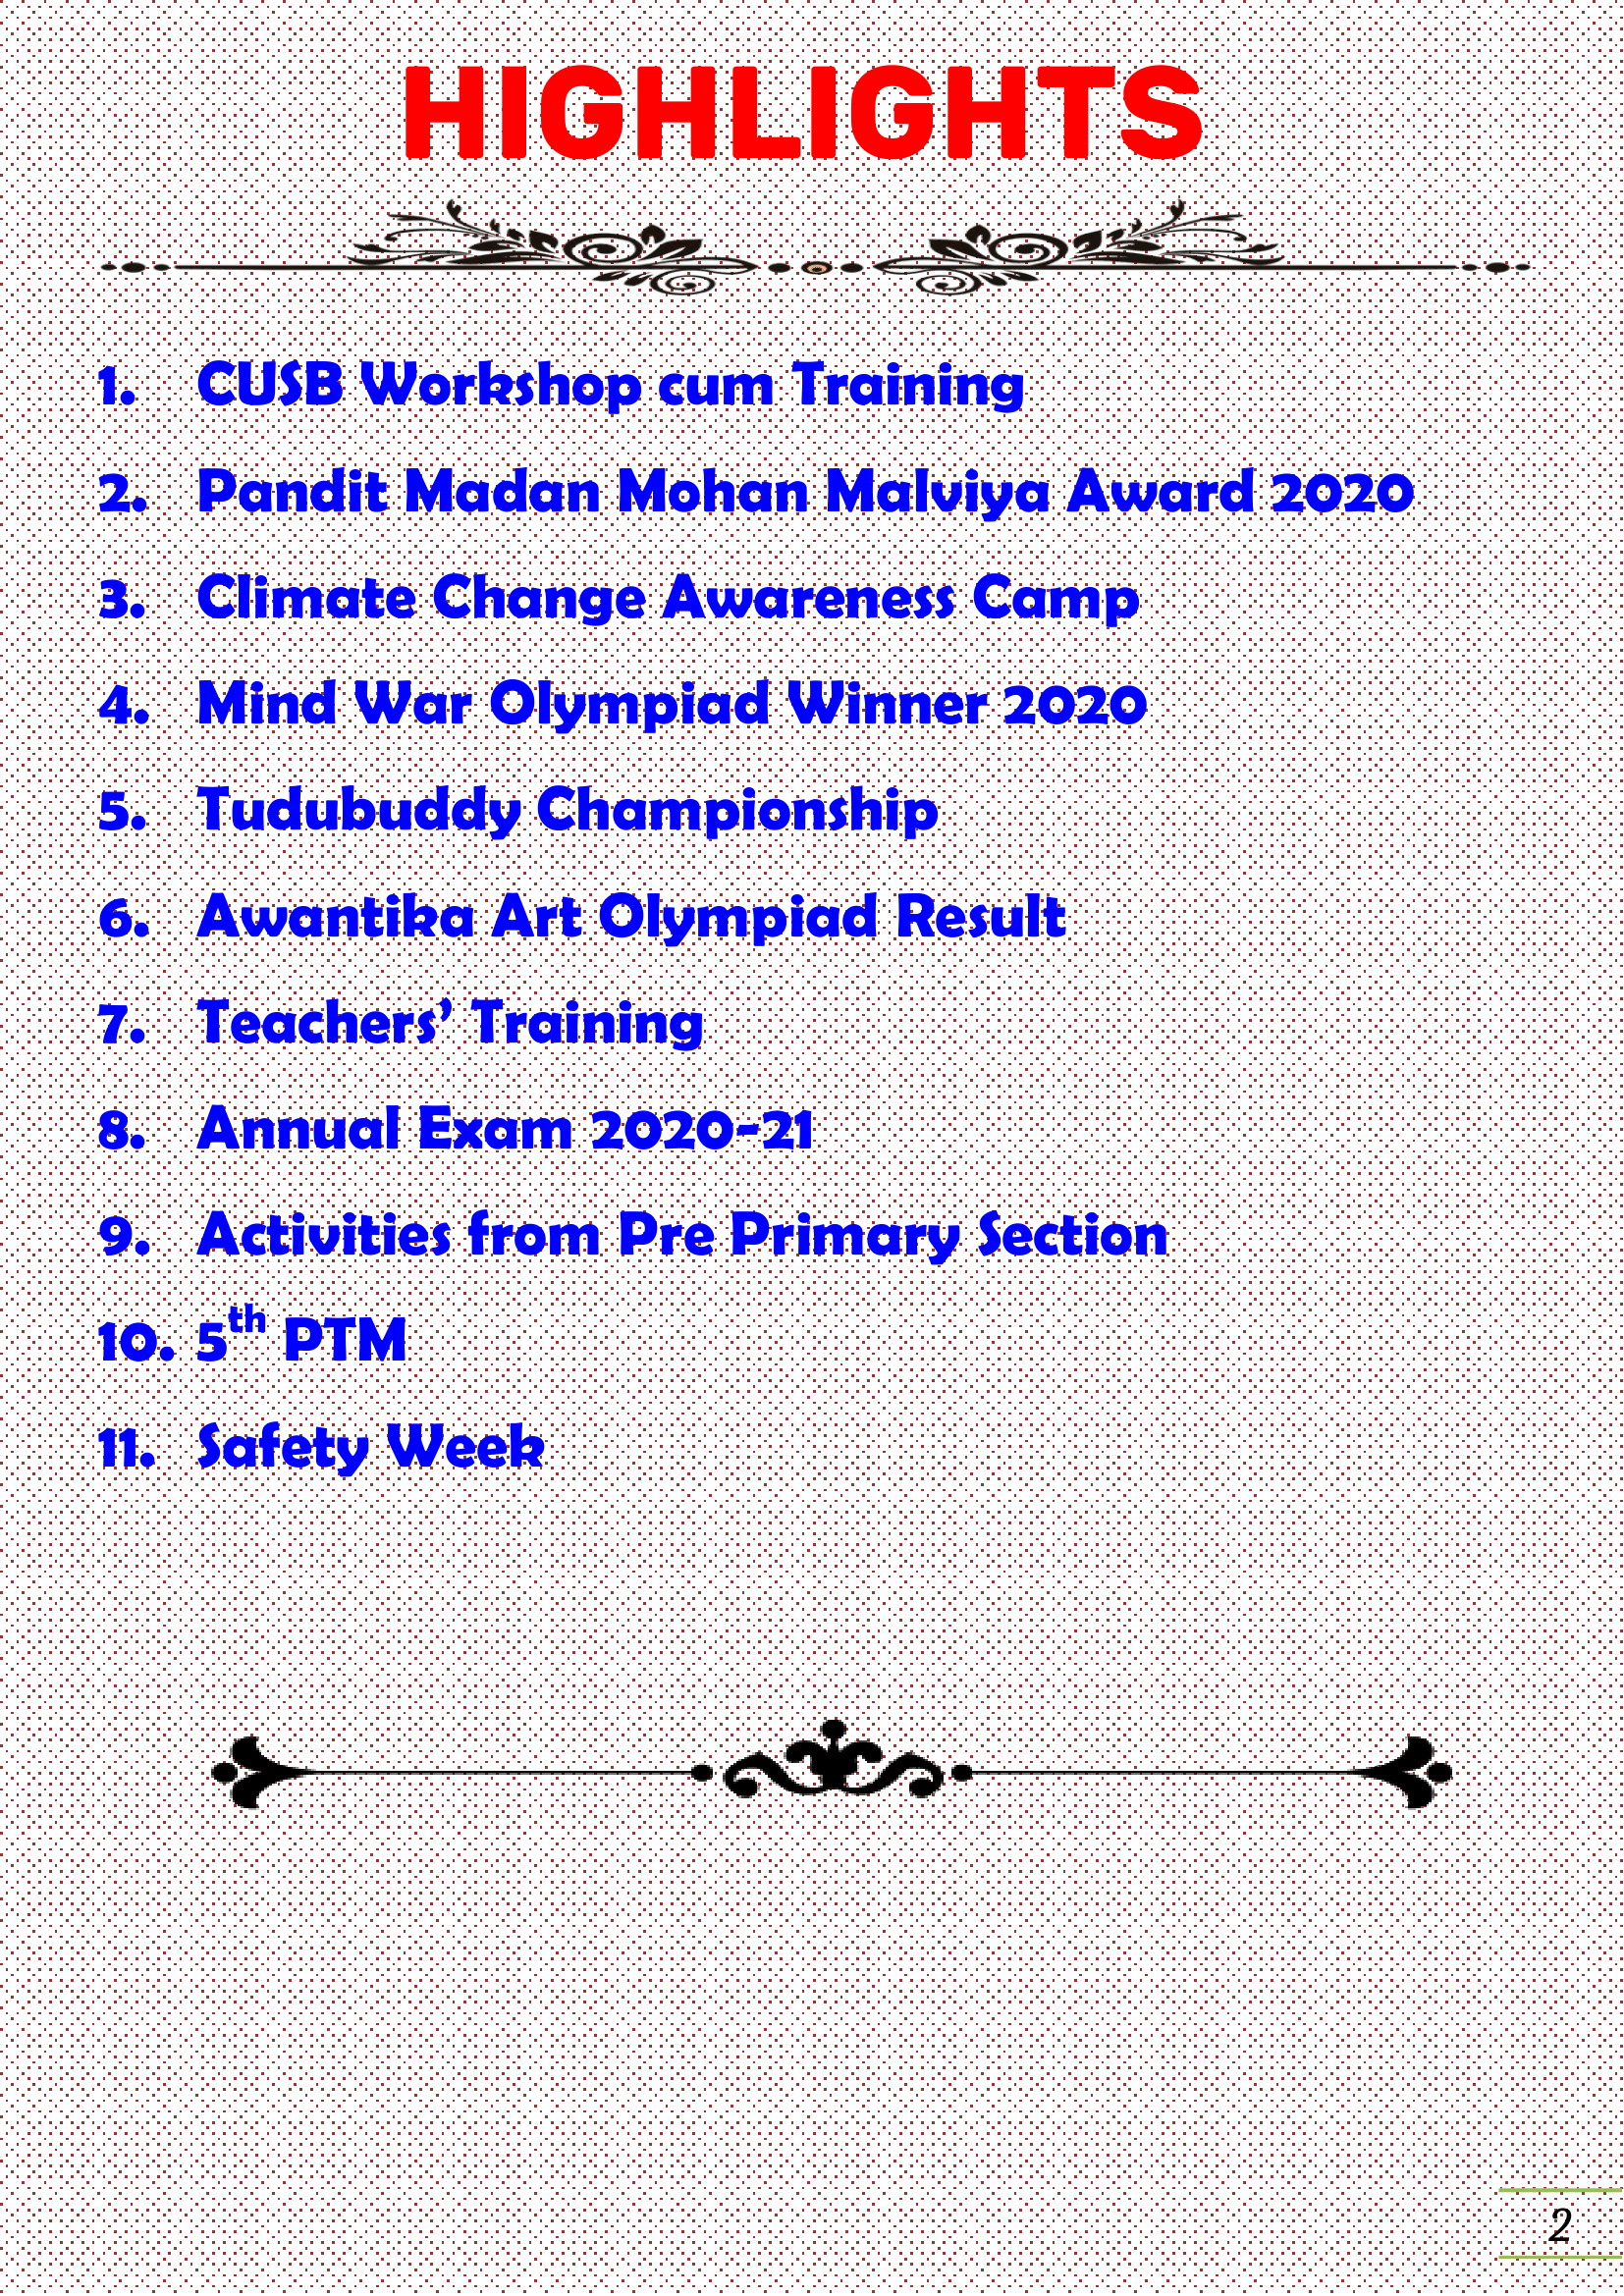 HIGHLIGHTS
1. CUSB Workshop cum Training
2. Pandit Madan Mohan Malviya Award 2020
3. Climate Change Awareness Camp
4. Mind War Olympiad Winner 2020
5. Tudubuddy Championship
6. Awantika Art Olympiad Result
7. Teachers’ Training
8. Annual Exam 2020-21
9. Activities from Pre Primary Section
10. 5th PTM
11. Safety Week
2